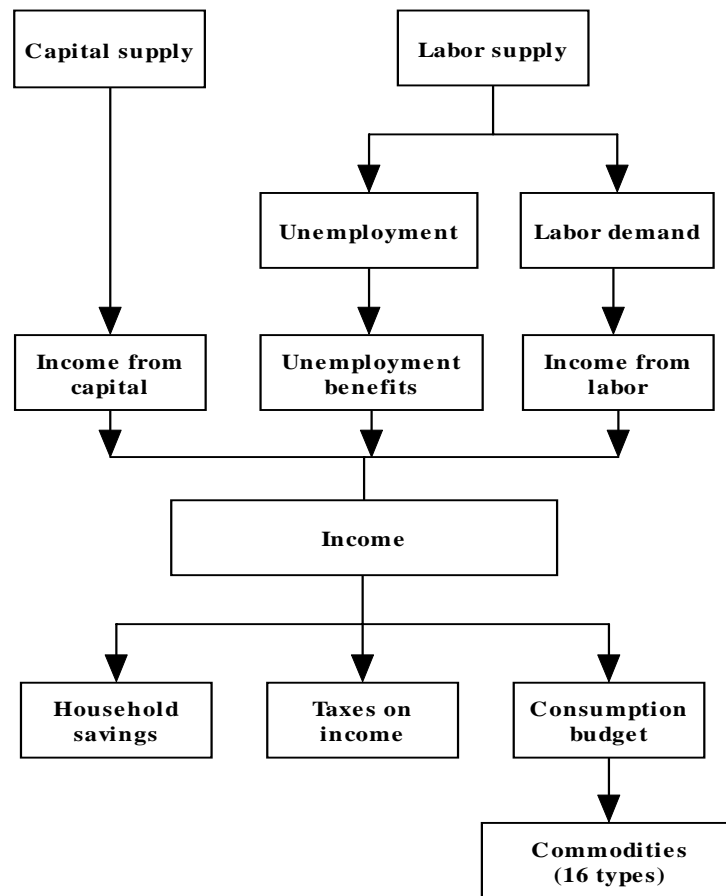 Capital supply
Labor supply
Unemployment
Labor demand
Income from
capital
Unemployment
benefits
Income from
labor
Income
Household
savings
Taxes on
income
Consumption
budget
Commodities
(16 types)